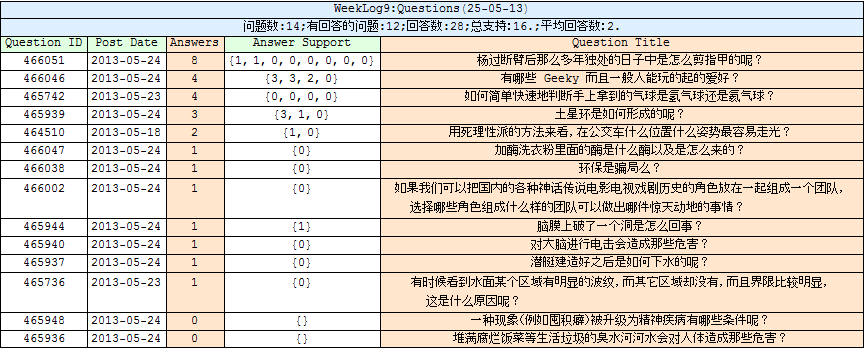 WeekLog9:Questions(25-05-13)
问题数:14;有回答的问题:12;回答数:28;总支持:16.;平均回答数:2.
Question ID Post Date Answers Answer Support Question Title
466051 2013-05-24 8 {1, 1, 0, 0, 0, 0, 0, 0} 杨过断臂后那么多年独处的日子中是怎么剪指甲的呢？
466046 2013-05-24 4 {3, 3, 2, 0} 有哪些 Geeky 而且一般人能玩的起的爱好？
465742 2013-05-23 4 {0, 0, 0, 0} 如何简单快速地判断手上拿到的气球是氢气球还是氦气球？
465939 2013-05-24 3 {3, 1, 0} 土星环是如何形成的呢？
464510 2013-05-18 2 {1, 0} 用死理性派的方法来看，在公交车什么位置什么姿势最容易走光？
466047 2013-05-24 1 {0} 加酶洗衣粉里面的酶是什么酶以及是怎么来的？
466038 2013-05-24 1 {0} 环保是骗局么？
466002 2013-05-24 1 {0} 如果我们可以把国内的各种神话传说电影电视戏剧历史的角色放在一起组成一个团队，
选择哪些角色组成什么样的团队可以做出哪件惊天动地的事情？
465944 2013-05-24 1 {1} 脑膜上破了一个洞是怎么回事？
465940 2013-05-24 1 {0} 对大脑进行电击会造成那些危害？
465937 2013-05-24 1 {0} 潜艇建造好之后是如何下水的呢？
465736 2013-05-23 1 {0} 有时候看到水面某个区域有明显的波纹，而其它区域却没有，而且界限比较明显，
这是什么原因呢？
465948 2013-05-24 0 {} 一种现象(例如囤积癖)被升级为精神疾病有哪些条件呢？
465936 2013-05-24 0 {} 堆满腐烂饭菜等生活垃圾的臭水河河水会对人体造成那些危害？